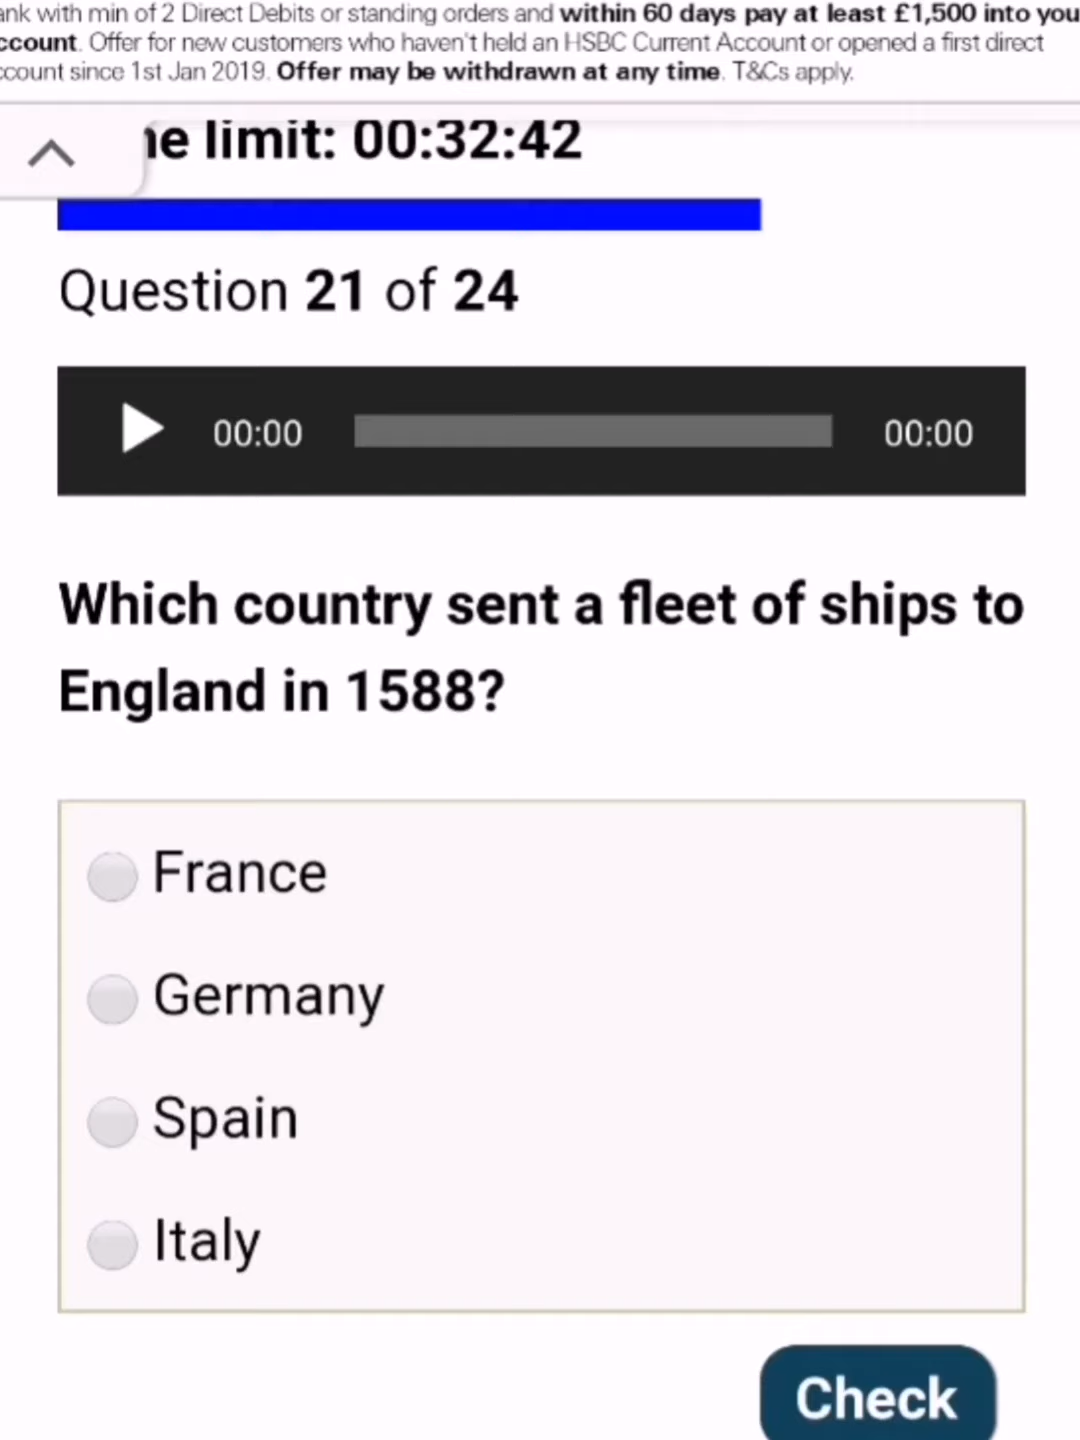 ank with min of 2 Direct Debits or standing orders and within 60 days pay at least £1,500 into you
ccount. Offer for new customers who haven't held an HSBC Current Account or opened a first direct
ccount since 1st Jan 2019. Offer may be withdrawn at any time. T&Cs apply.
ne limit: 00:32:42
Question 21 of 24
00:00 00:00
Which country sent a fleet of ships to
England in 1588?
France
Germany
Spain
Italy
Check